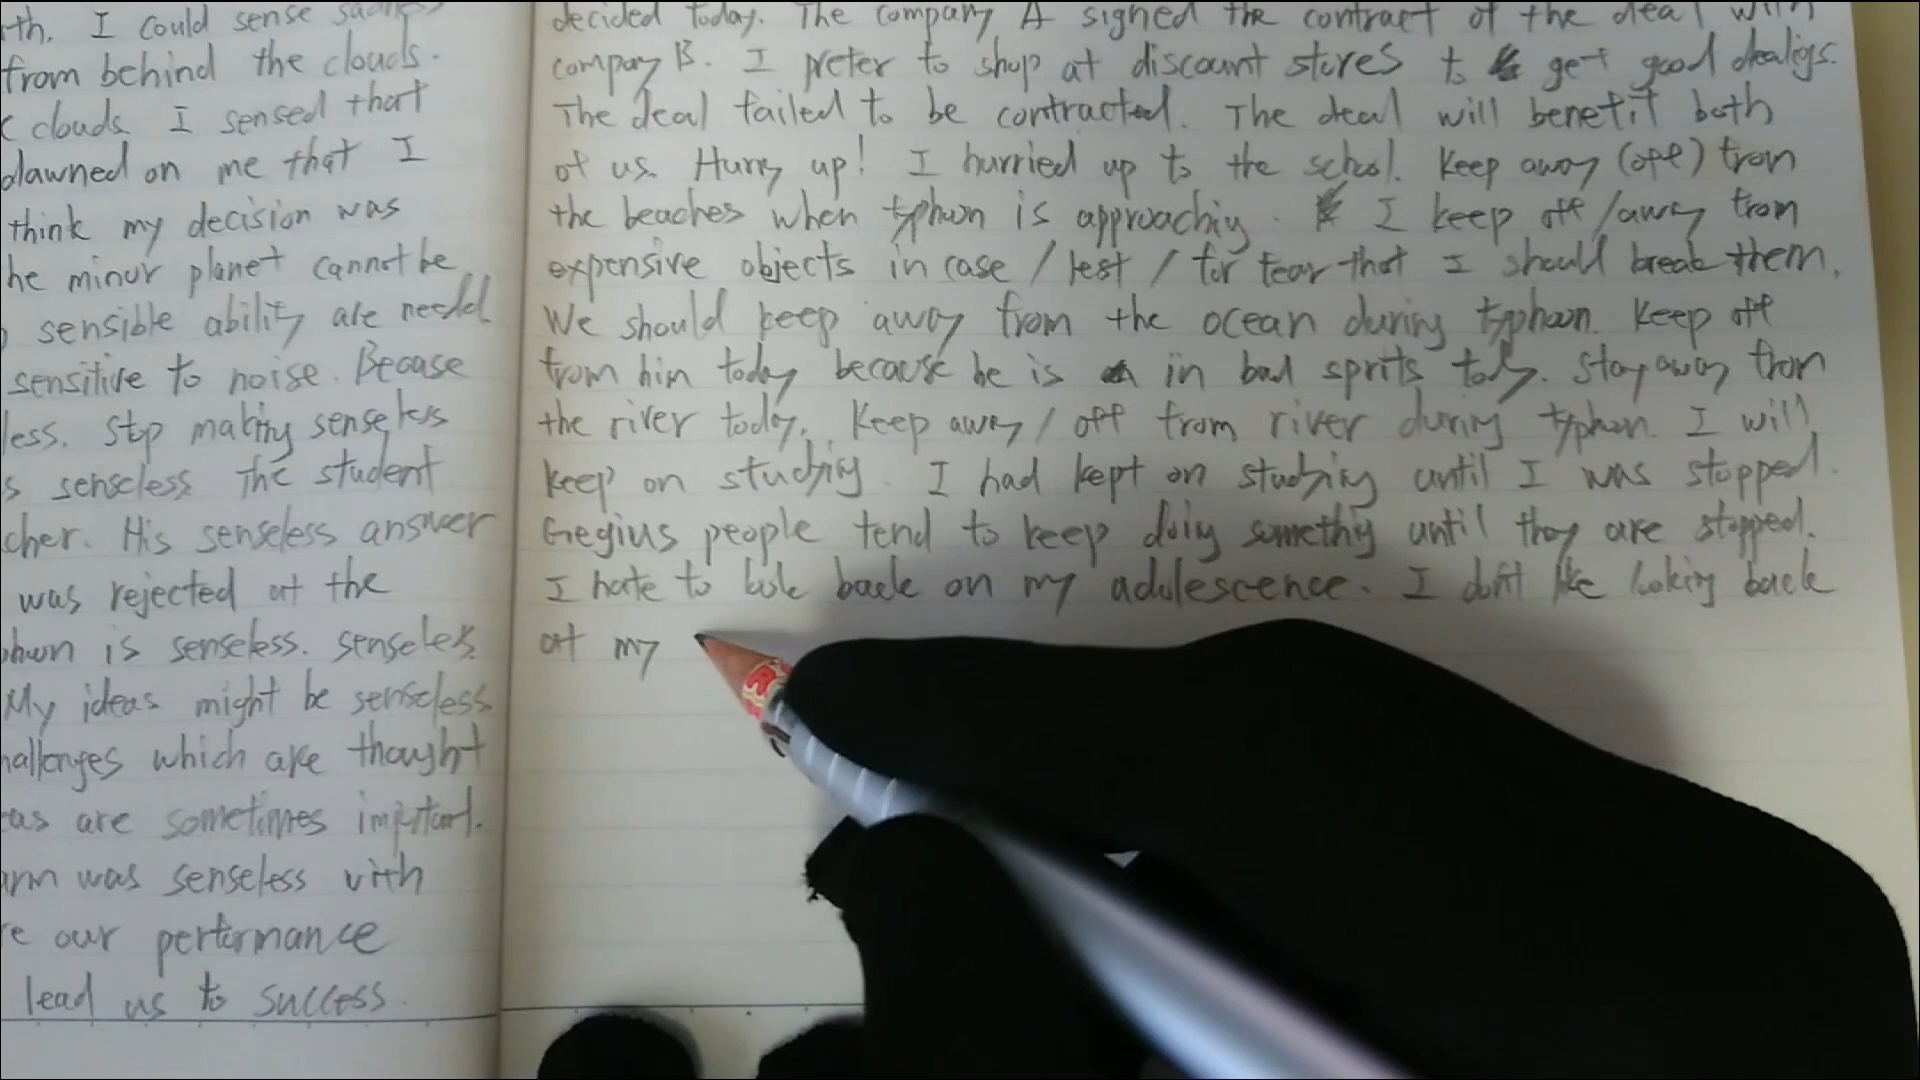 th. I could sense sadness
from behind the clouds.
clouds. I sensed that
dawned on me that I
think my decision was
he minor planet cannot be
sensible ability are needed.
sensitive to noise. Becase
less. Stop making senseless
s senseless. The student
cher. His senseless answer
was rejected at the
is senseless. senseless.
My ideas might be senseless
hallenges which are thought
as are sometimes important.
arm was senseless with
e our performance
lead us to success.
decided today. The company A signed the contract of the deal with
company B. I prefer to shop at discount stores to get good dealigs.
The deal failed to be contracted. The deal will benefit both
of us. Hurry up! I hurried up to the school. Keep away (off) from
the beaches when typhoon is approachig. I keep off/away from
expensive objects in case / lest / for fear that I should break them.
We should keep away from the ocean during typhoon. Keep off
from him today because he is in bad sprits today. Stay away from
the river today. Keep away / off from river during typhoon. I will
keep on studyig. I had kept on studyig until I was stopped.
people tend to keep doig somethig until they are stopped.
I hate to look back on my adolescence. I don't like looking back
at my